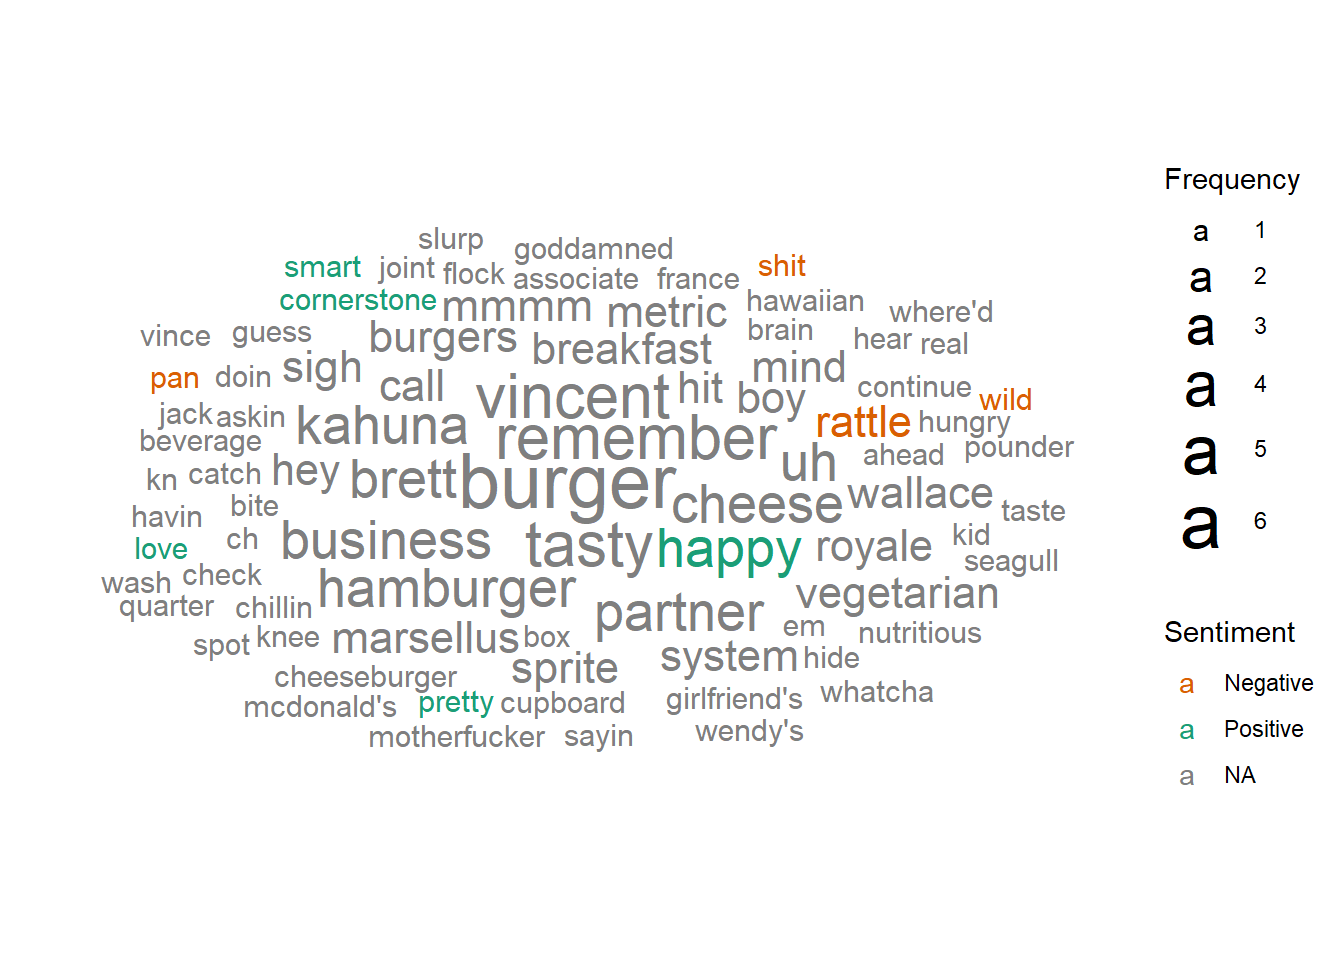 slurp goddamned
smart joint flock associate france shit
cornerstone mmmm metric hawaiian where'd
vince guess burgers breakfast brain hear real
pan doin sigh call vincent hit boy mind continue wild
jack askin kahuna remember rattle hungry
beverage ahead pounder
kn catch hey brett burger uh wallace
havin bite cheese taste
love ch business tasty happy royale kid seagull
wash check hamburger vegetarian
quarter chillin partner em nutritious
spot knee marsellus box system hide
cheeseburger sprite
mcdonald's pretty cupboard girlfriend's whatcha
motherfucker sayin wendy's
Frequency
a 1
a 2
a 3
a 4
a 5
a 6
Sentiment
a Negative
a Positive
a NA